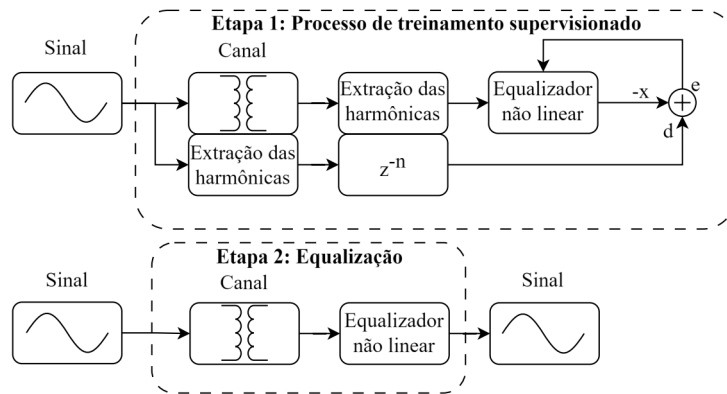 Etapa 1: Processo de treinamento supervisionado
Sinal
Canal
Extração das
harmônicas
Equalizador
não linear
-x
e
d
Extração das
harmônicas
z-n
Etapa 2: Equalização
Sinal
Canal
Equalizador
não linear
Sinal